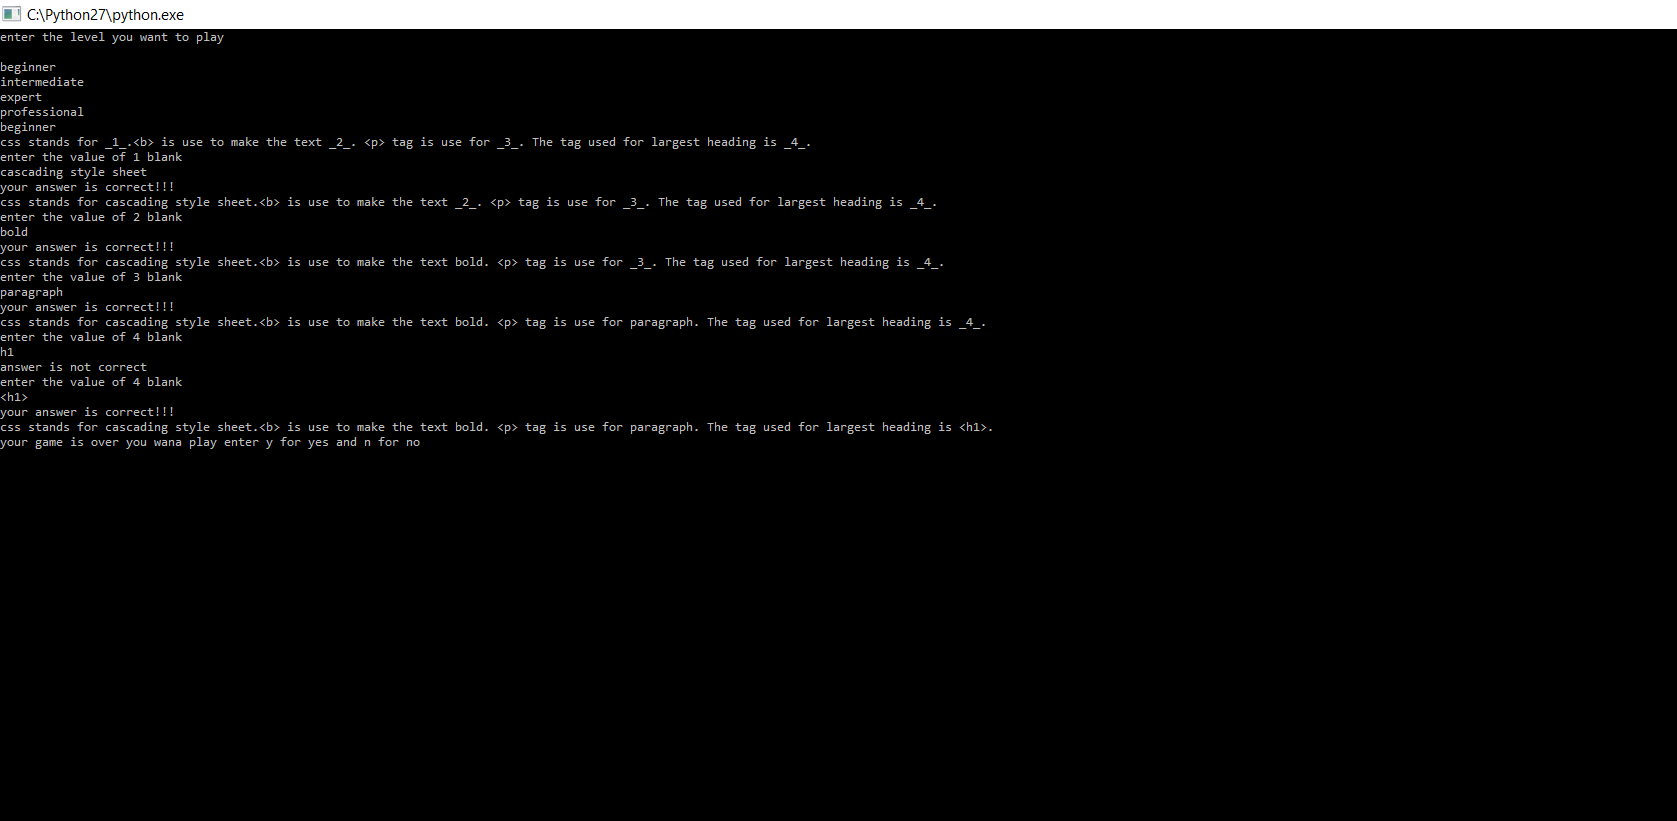 C:\Python27\python.exe
enter the level you want to play
beginner
intermediate
expert
professional
beginner
css stands for _1_.<b> is use to make the text _2_. <p> tag is use for _3_. The tag used for largest heading is _4_.
enter the value of 1 blank
cascading style sheet
your answer is correct!!!
css stands for cascading style sheet.<b> is use to make the text _2_. <p> tag is use for _3_. The tag used for largest heading is _4_.
enter the value of 2 blank
bold
your answer is correct!!!
css stands for cascading style sheet.<b> is use to make the text bold. <p> tag is use for _3_. The tag used for largest heading is _4_.
enter the value of 3 blank
paragraph
your answer is correct!!!
css stands for cascading style sheet.<b> is use to make the text bold. <p> tag is use for paragraph. The tag used for largest heading is _4_.
enter the value of 4 blank
h1
answer is not correct
enter the value of 4 blank
<h1>
your answer is correct!!!
css stands for cascading style sheet.<b> is use to make the text bold. <p> tag is use for paragraph. The tag used for largest heading is <h1>.
your game is over you wana play enter y for yes and n for no